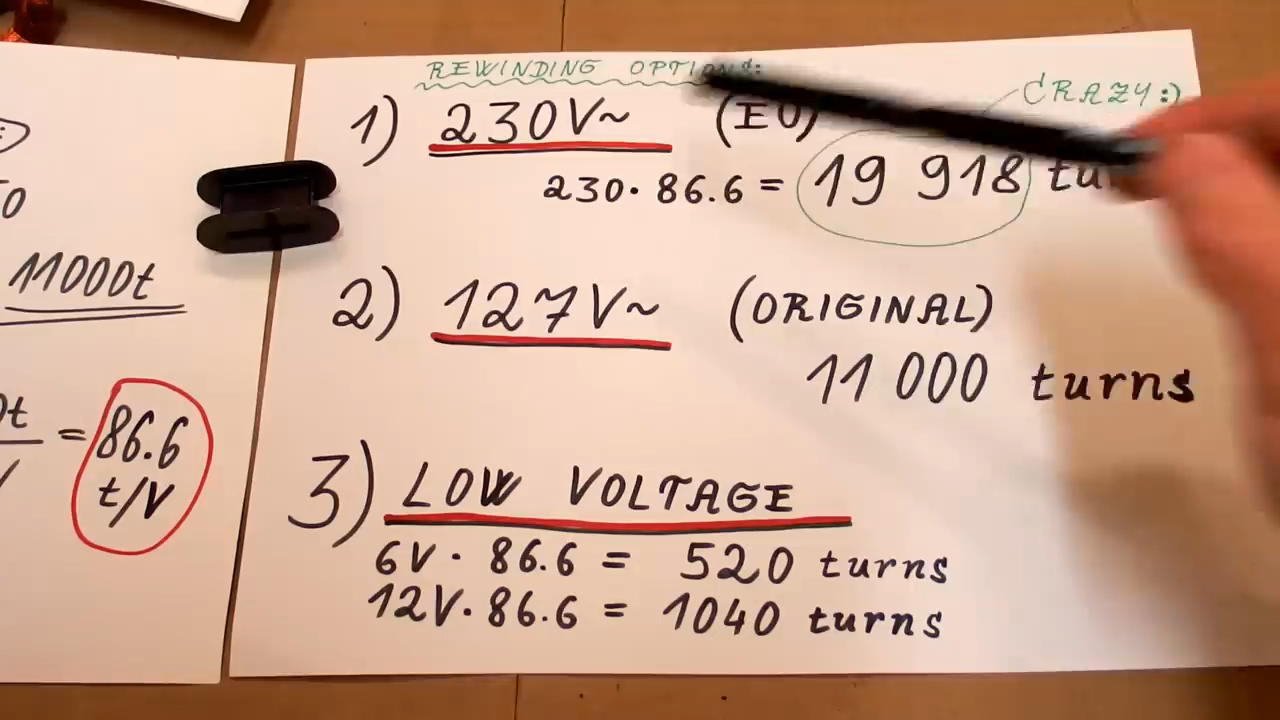 11000t
= 86.6
t/V
REWINDING OPTIONS:
CRAZY:)
1) 230V~ (EU)
230·86.6 = 19 918
2) 127V~ (ORIGINAL)
11 000 turns
3) LOW VOLTAGE
6V · 86.6 = 520 turns
12V·86.6 = 1040 turns